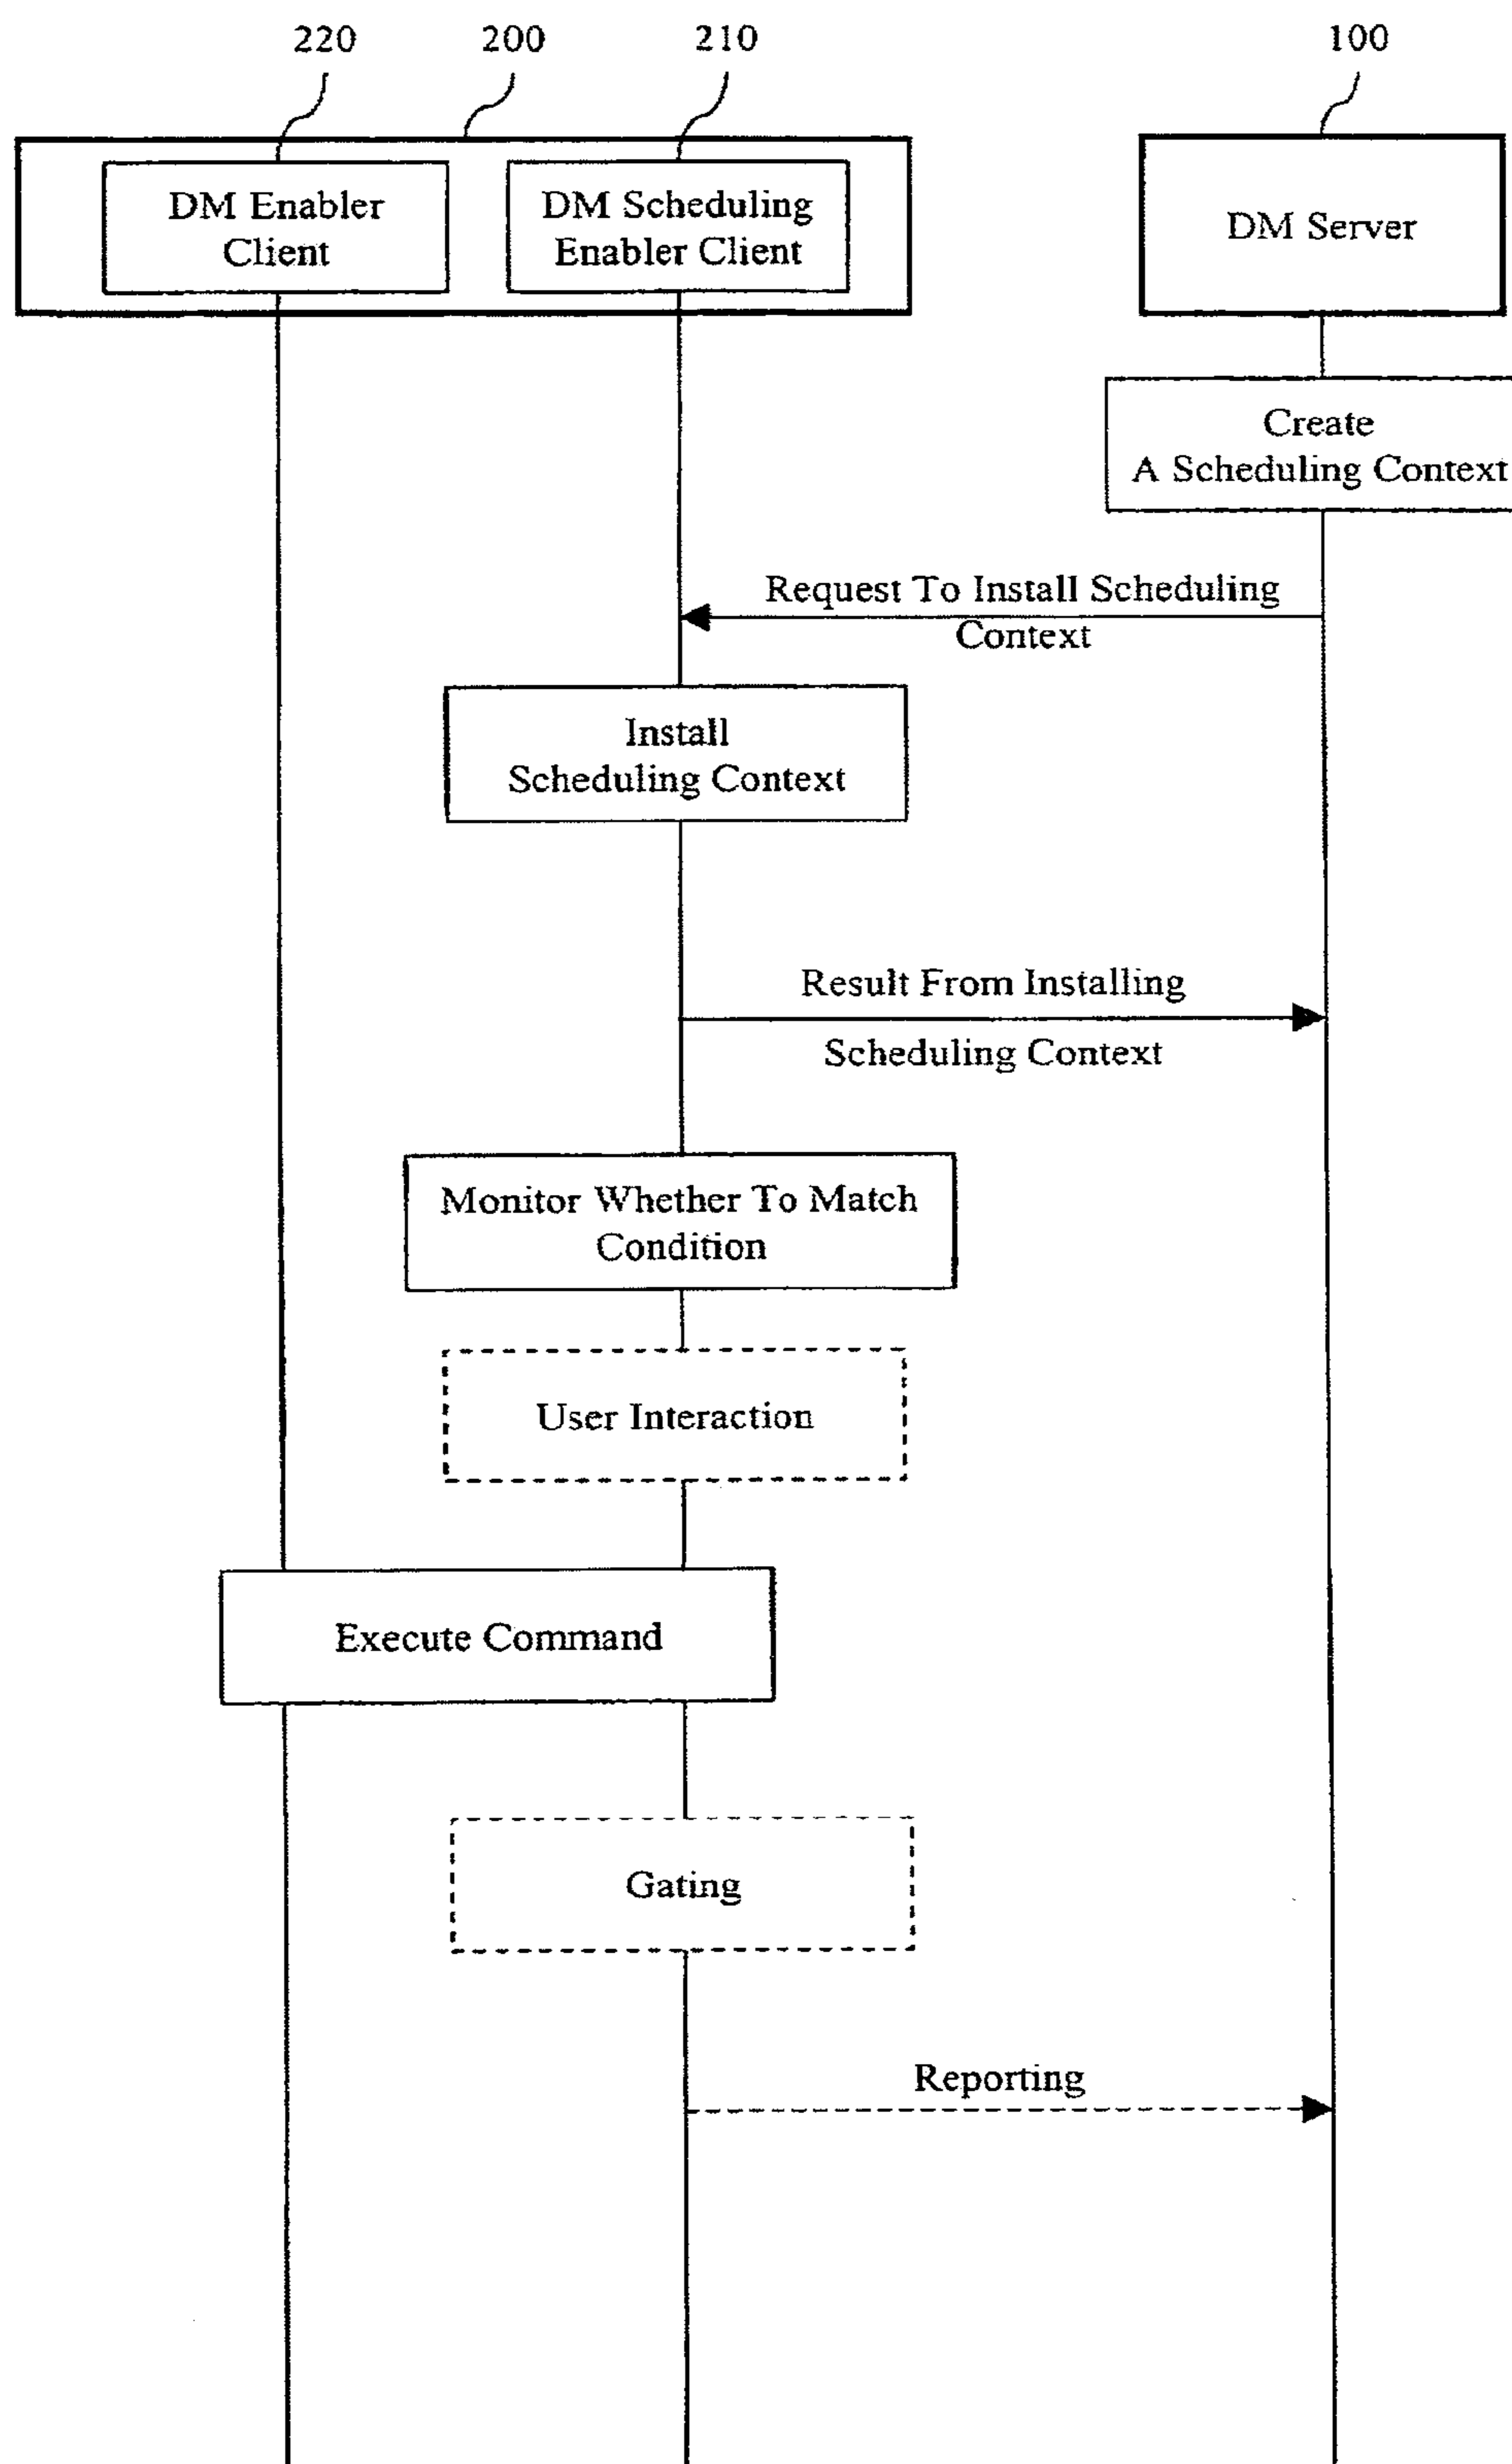 220 200 210 100
DM Enabler
Client
DM Scheduling
Enabler Client
DM Server
Create
A Scheduling Context
Request To Install Scheduling
Context
Install
Scheduling Context
Result From Installing
Scheduling Context
Monitor Whether To Match
Condition
User Interaction
Execute Command
Gating
Reporting